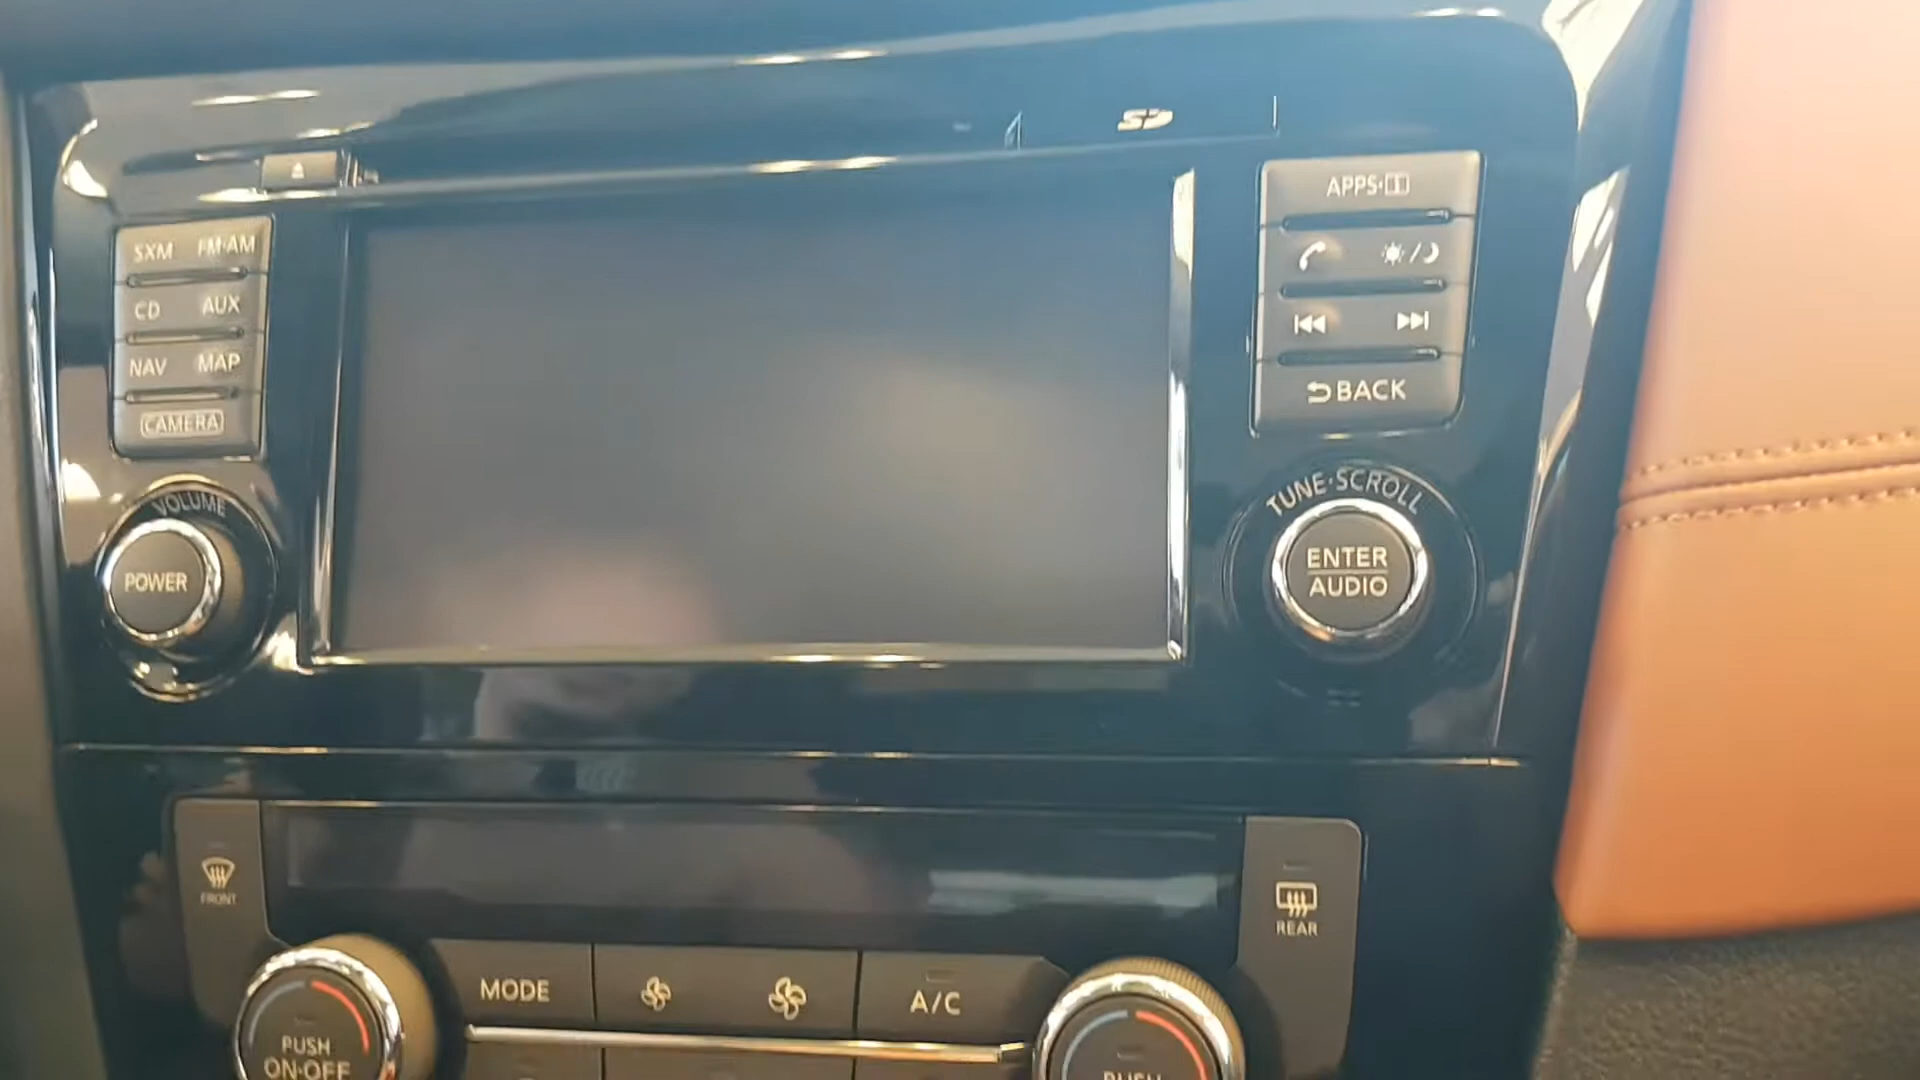 SD
APPS
SXM FM·AM
CD AUX
NAV MAP
CAMERA
BACK
VOLUME
POWER
TUNE·SCROLL
ENTER
AUDIO
FRONT
REAR
MODE
A/C
PUSH
ON·OFF
PUSH